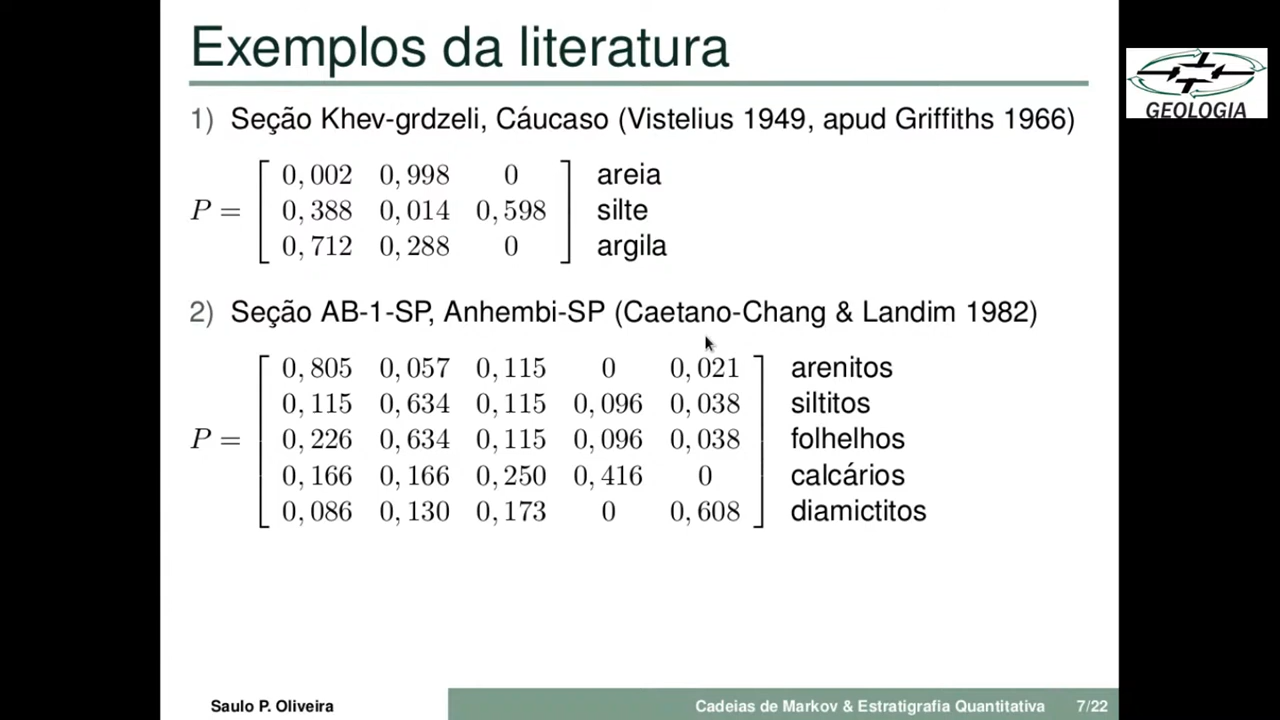 Exemplos da literatura
GEOLOGIA
1) Seção Khev-grdzeli, Cáucaso (Vistelius 1949, apud Griffiths 1966)
0,002 0,998 0 areia
P = 0,388 0,014 0,598 silte
0,712 0,288 0 argila
2) Seção AB-1-SP, Anhembi-SP (Caetano-Chang & Landim 1982)
0,805 0,057 0,115 0 0,021 arenitos
0,115 0,634 0,115 0,096 0,038 siltitos
P = 0,226 0,634 0,115 0,096 0,038 folhelhos
0,166 0,166 0,250 0,416 0 calcários
0,086 0,130 0,173 0 0,608 diamictitos
Saulo P. Oliveira Cadeias de Markov & Estratigrafia Quantitativa 7/22